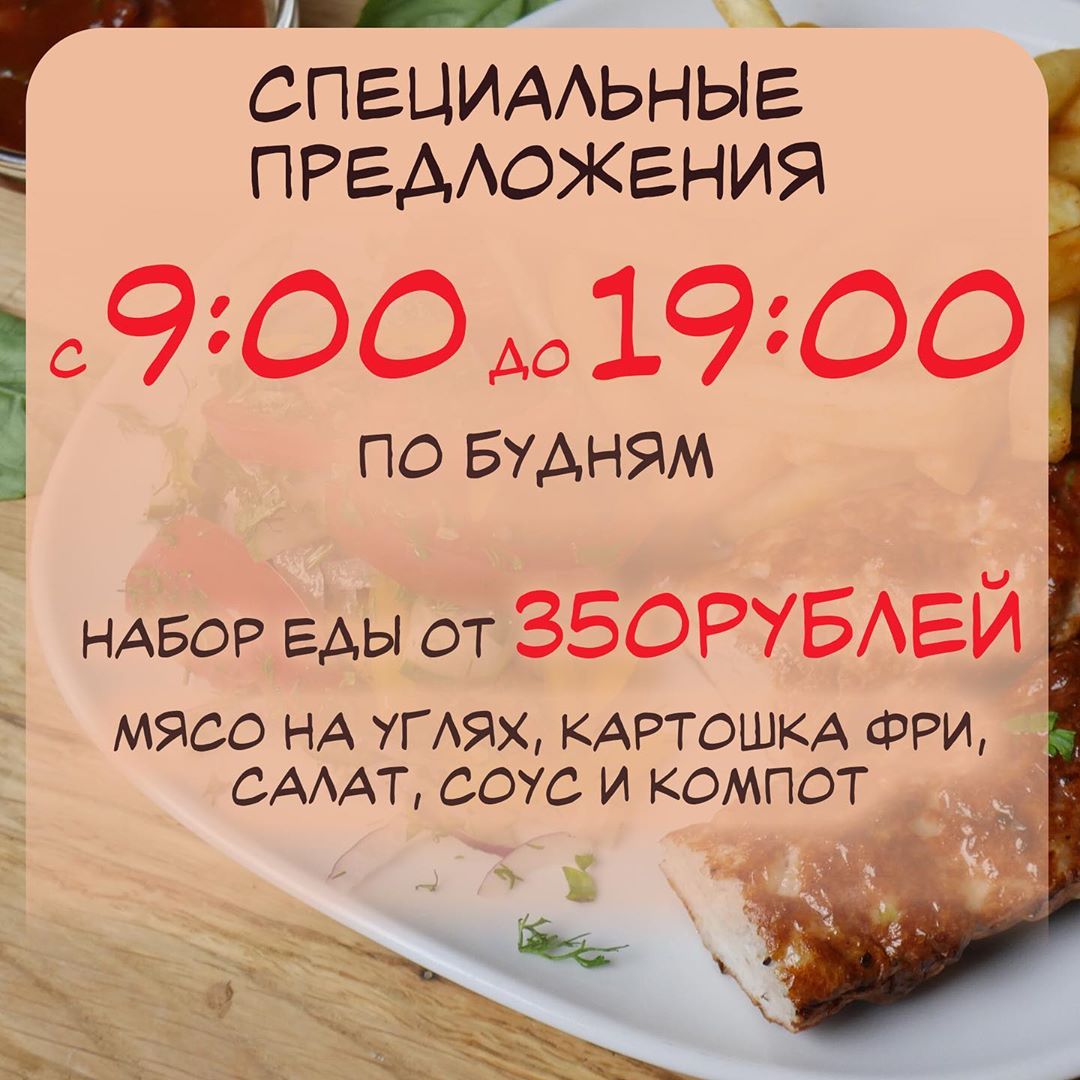 СПЕЦИАЛЬНЫЕ
ПРЕДЛОЖЕНИЯ
С 9:00 ДО 19:00
ПО БУДНЯМ
НАБОР ЕДЫ ОТ 350РУБЛЕЙ
МЯСО НА УГЛЯХ, КАРТОШКА ФРИ,
САЛАТ, СОУС И КОМПОТ